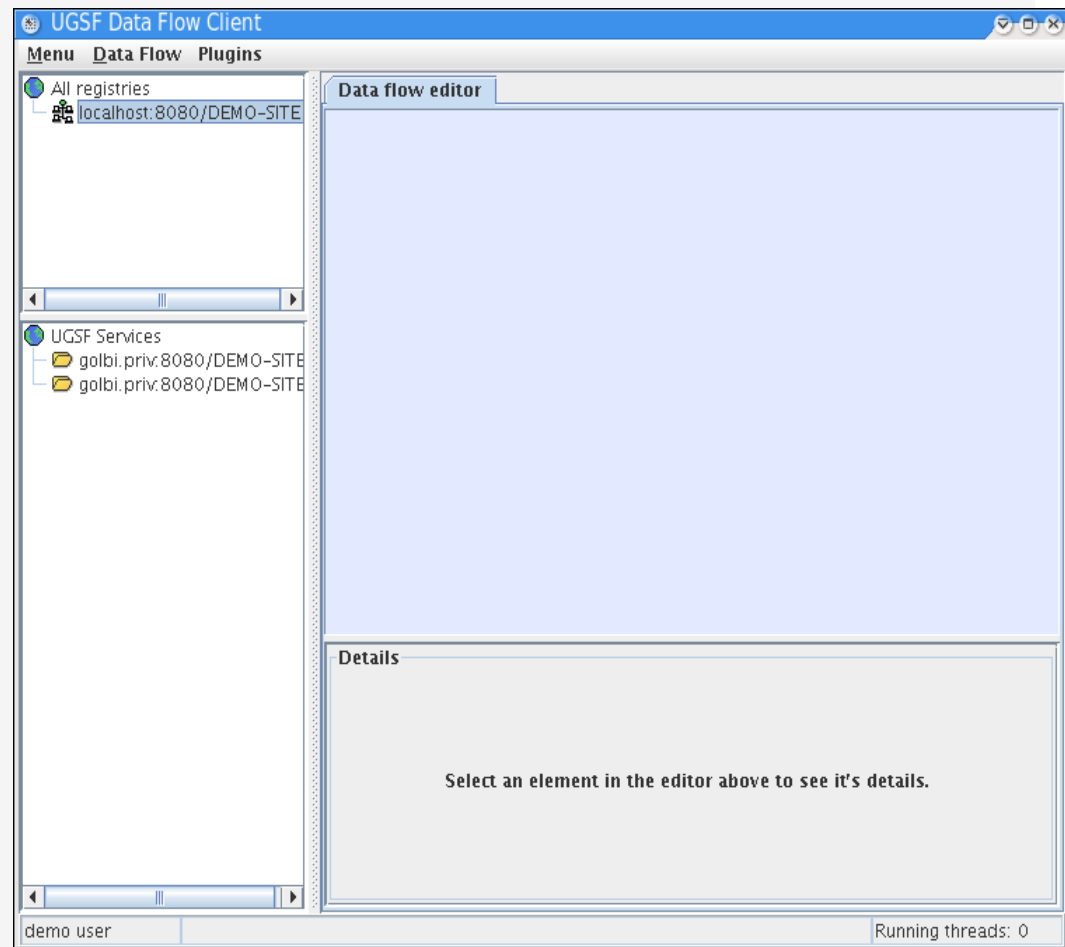 UGSF Data Flow Client
Menu Data Flow Plugins
All registries
localhost:8080/DEMO-SITE
UGSF Services
golbi.priv:8080/DEMO-SITE
golbi.priv:8080/DEMO-SITE
Data flow editor
Details
Select an element in the editor above to see it's details.
demo user
Running threads: 0